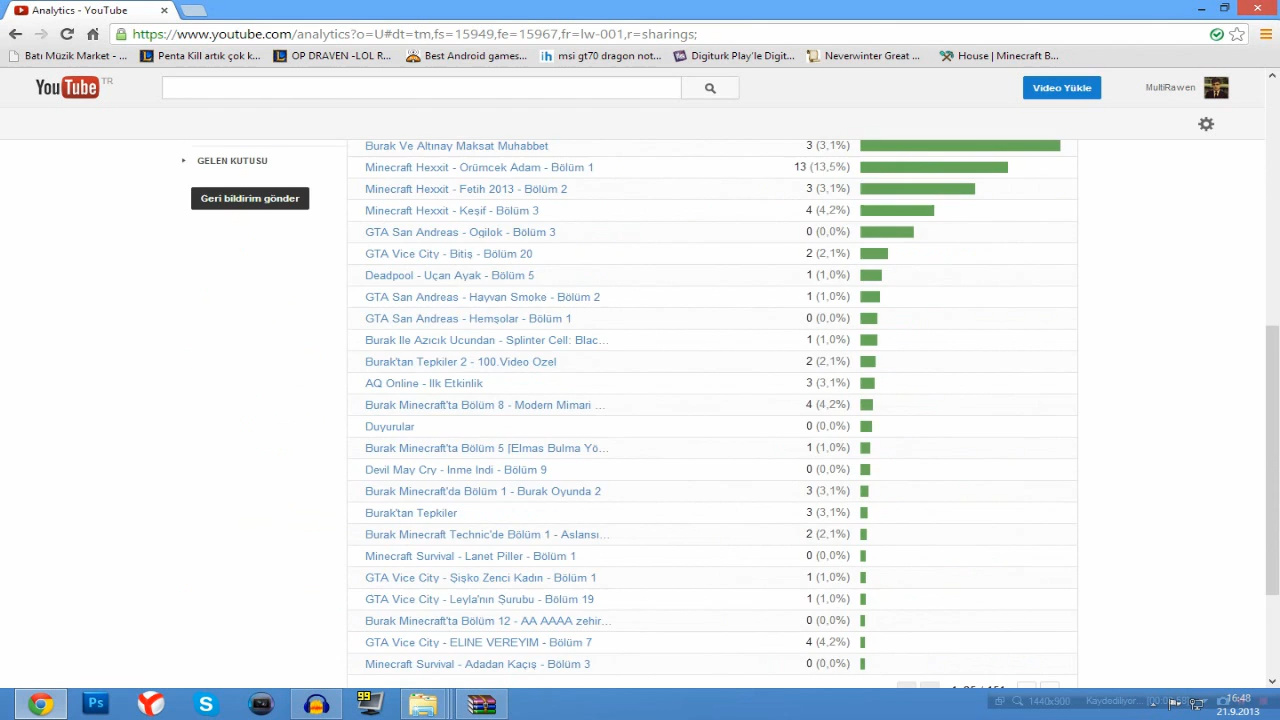 Analytics - YouTube
https://www.youtube.com/analytics?o=U#dt=tm,fs=15949,fe=15967,fr=lw-001,r=sharings;
Batı Müzik Market - ... Penta Kill artık çok k... OP DRAVEN -LOL R... Best Android games... msi gt70 dragon not... Digiturk Play'le Digit... Neverwinter Great ... House | Minecraft B...
YouTube TR
Video Yükle
MultiRawen
GELEN KUTUSU
Geri bildirim gönder
Burak Ve Altınay Maksat Muhabbet 3 (3,1%)
Minecraft Hexxit - Örümcek Adam - Bölüm 1 13 (13,5%)
Minecraft Hexxit - Fetih 2013 - Bölüm 2 3 (3,1%)
Minecraft Hexxit - Keşif - Bölüm 3 4 (4,2%)
GTA San Andreas - Ogilok - Bölüm 3 0 (0,0%)
GTA Vice City - Bitiş - Bölüm 20 2 (2,1%)
Deadpool - Uçan Ayak - Bölüm 5 1 (1,0%)
GTA San Andreas - Hayvan Smoke - Bölüm 2 1 (1,0%)
GTA San Andreas - Hemşolar - Bölüm 1 0 (0,0%)
Burak Ile Azıcık Ucundan - Splinter Cell: Blac... 1 (1,0%)
Burak'tan Tepkiler 2 - 100.Video Özel 2 (2,1%)
AQ Online - Ilk Etkinlik 3 (3,1%)
Burak Minecraft'ta Bölüm 8 - Modern Mimari ... 4 (4,2%)
Duyurular 0 (0,0%)
Burak Minecraft'ta Bölüm 5 [Elmas Bulma Yö... 1 (1,0%)
Devil May Cry - Inme Indi - Bölüm 9 0 (0,0%)
Burak Minecraft'da Bölüm 1 - Burak Oyunda 2 3 (3,1%)
Burak'tan Tepkiler 3 (3,1%)
Burak Minecraft Technic'de Bölüm 1 - Aslansı... 2 (2,1%)
Minecraft Survival - Lanet Piller - Bölüm 1 0 (0,0%)
GTA Vice City - Şişko Zenci Kadın - Bölüm 1 1 (1,0%)
GTA Vice City - Leyla'nın Şurubu - Bölüm 19 1 (1,0%)
Burak Minecraft'ta Bölüm 12 - AA AAAA zehir... 0 (0,0%)
GTA Vice City - ELINE VEREYIM - Bölüm 7 4 (4,2%)
Minecraft Survival - Adadan Kaçış - Bölüm 3 0 (0,0%)
Ps
99
1440x900 Kaydediliyor...
16:48
21.9.2013